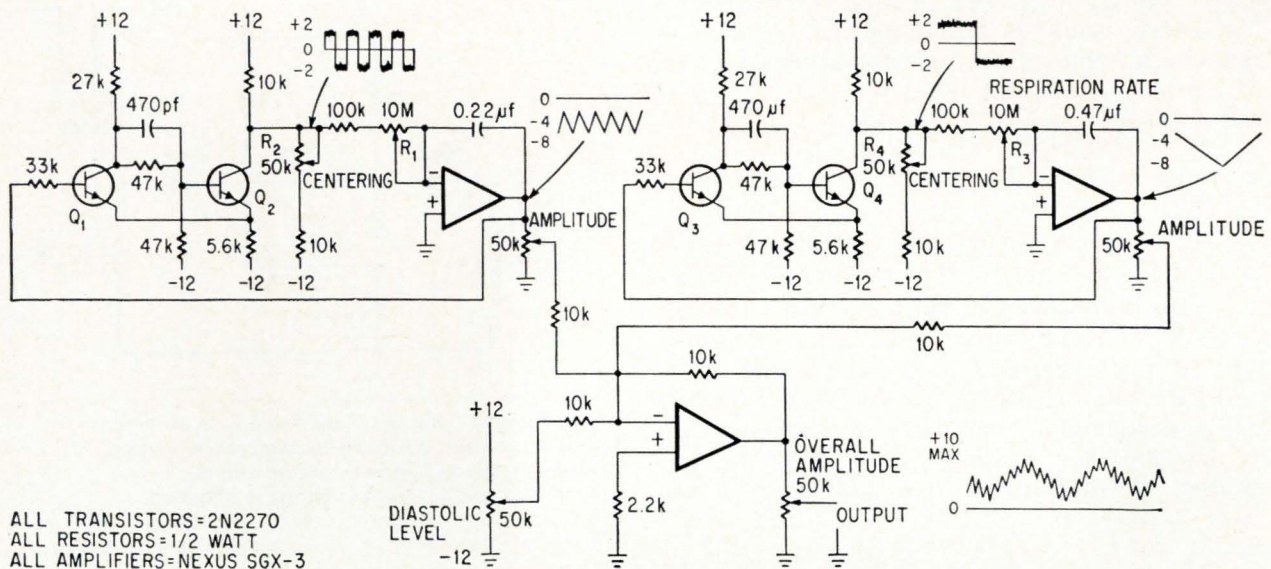 +12
+12
+2
0
-2
27k
10k
470pf
100k
10M
0.22µf
0
-4
-8
33k
47k
R2
50k
CENTERING
R1
-
+
Q1
Q2
47k
5.6k
10k
-12
-12
-12
AMPLITUDE
50k
+12
+12
+2
0
-2
27k
10k
RESPIRATION RATE
470µf
100k
10M
0.47µf
0
-4
-8
33k
47k
R4
50k
CENTERING
R3
-
+
Q3
Q4
47k
5.6k
10k
-12
-12
-12
50k
AMPLITUDE
10k
10k
10k
+12
10k
-
+
DIASTOLIC
LEVEL
50k
-12
2.2k
OVERALL
AMPLITUDE
50k
OUTPUT
+10
MAX
0
ALL TRANSISTORS=2N2270
ALL RESISTORS=1/2 WATT
ALL AMPLIFIERS=NEXUS SGX-3